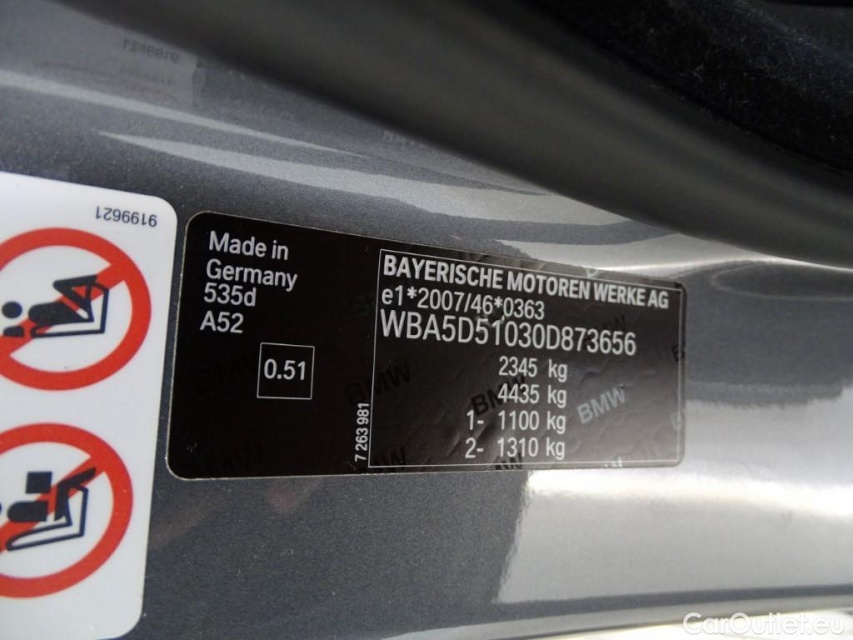 9199621
Made in
Germany
535d
A52
0.51
7 263 981
BAYERISCHE MOTOREN WERKE AG
e1*2007/46*0363
WBA5D51030D873656
2345 kg
4435 kg
1- 1100 kg
2- 1310 kg
BMW
BMW
BMW
CarOutlet.eu